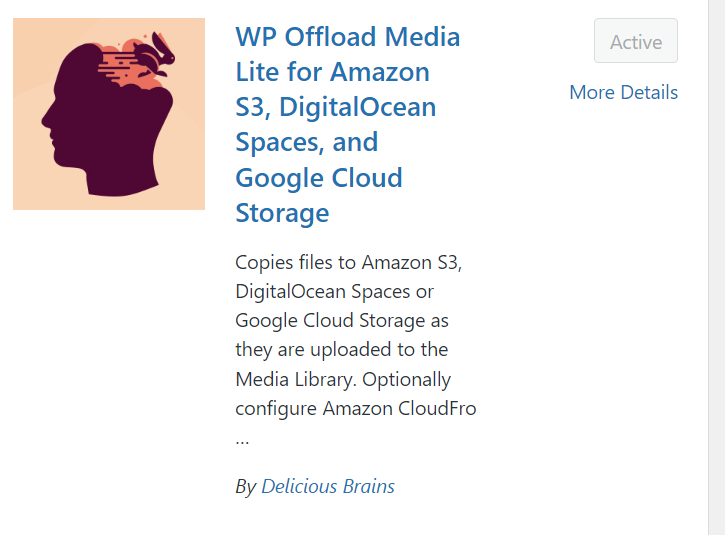 WP Offload Media
Lite for Amazon
S3, DigitalOcean
Spaces, and
Google Cloud
Storage
Active
More Details
Copies files to Amazon S3,
DigitalOcean Spaces or
Google Cloud Storage as
they are uploaded to the
Media Library. Optionally
configure Amazon CloudFro
...
By Delicious Brains